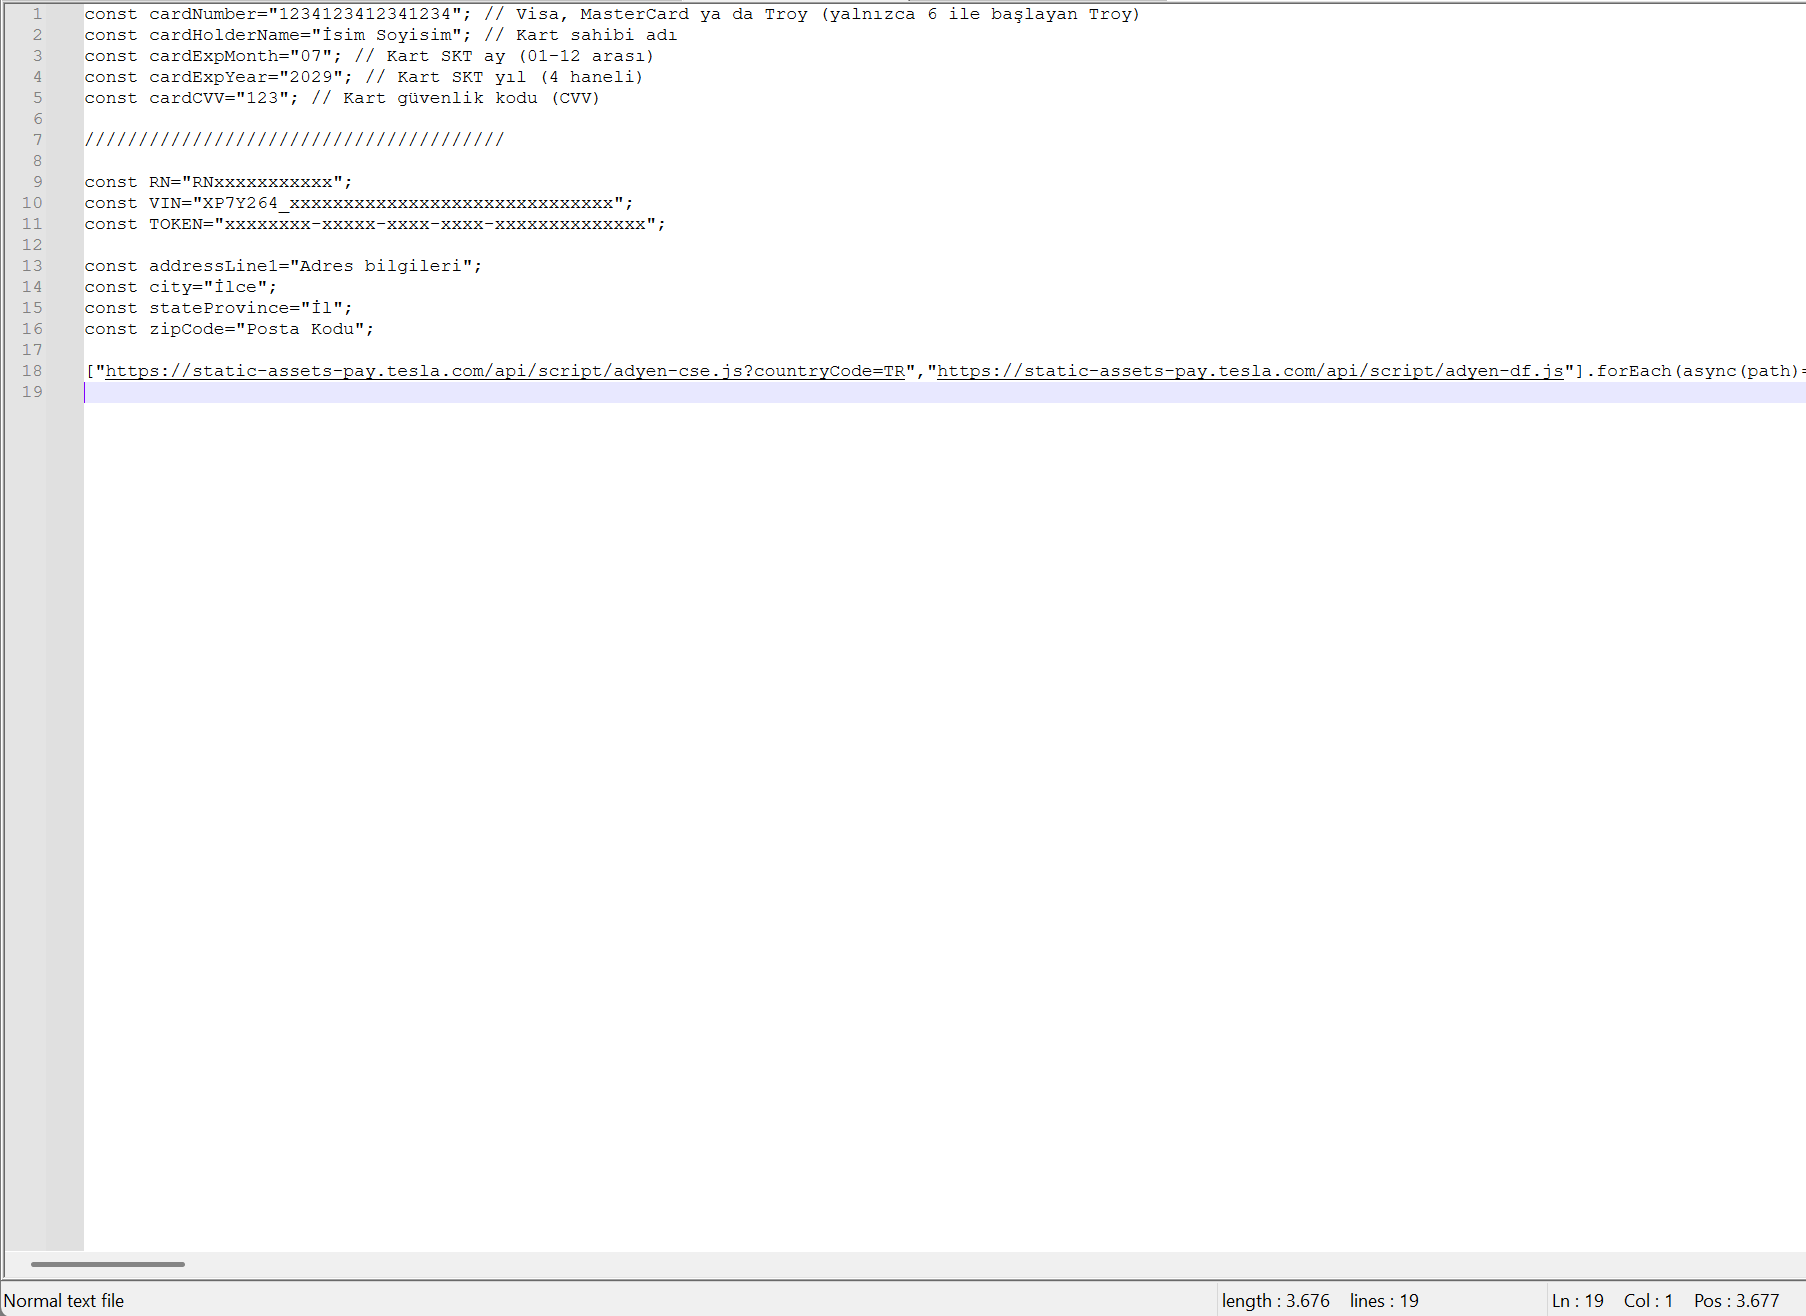 1 const cardNumber="1234123412341234"; // Visa, MasterCard ya da Troy (yalnızca 6 ile başlayan Troy)
2 const cardHolderName="İsim Soyisim"; // Kart sahibi adı
3 const cardExpMonth="07"; // Kart SKT ay (01-12 arası)
4 const cardExpYear="2029"; // Kart SKT yıl (4 haneli)
5 const cardCVV="123"; // Kart güvenlik kodu (CVV)
6
7 ///////////////////////////////////////
8
9 const RN="RNxxxxxxxxxxx";
10 const VIN="XP7Y264_xxxxxxxxxxxxxxxxxxxxxxxxxxxxxx";
11 const TOKEN="xxxxxxxx-xxxxx-xxxx-xxxx-xxxxxxxxxxxxxx";
12
13 const addressLine1="Adres bilgileri";
14 const city="İlce";
15 const stateProvince="İl";
16 const zipCode="Posta Kodu";
17
18 ["https://static-assets-pay.tesla.com/api/script/adyen-cse.js?countryCode=TR","https://static-assets-pay.tesla.com/api/script/adyen-df.js"].forEach(async(path)=
19
Normal text file length : 3.676 lines : 19 Ln : 19 Col : 1 Pos : 3.677